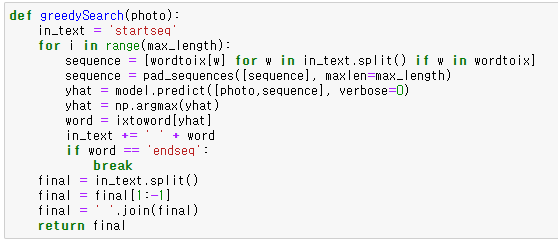 def greedySearch(photo):
    in_text = 'startseq'
    for i in range(max_length):
        sequence = [wordtoix[w] for w in in_text.split() if w in wordtoix]
        sequence = pad_sequences([sequence], maxlen=max_length)
        yhat = model.predict([photo,sequence], verbose=0)
        yhat = np.argmax(yhat)
        word = ixtoword[yhat]
        in_text += ' ' + word
        if word == 'endseq':
            break
    final = in_text.split()
    final = final[1:-1]
    final = ' '.join(final)
    return final